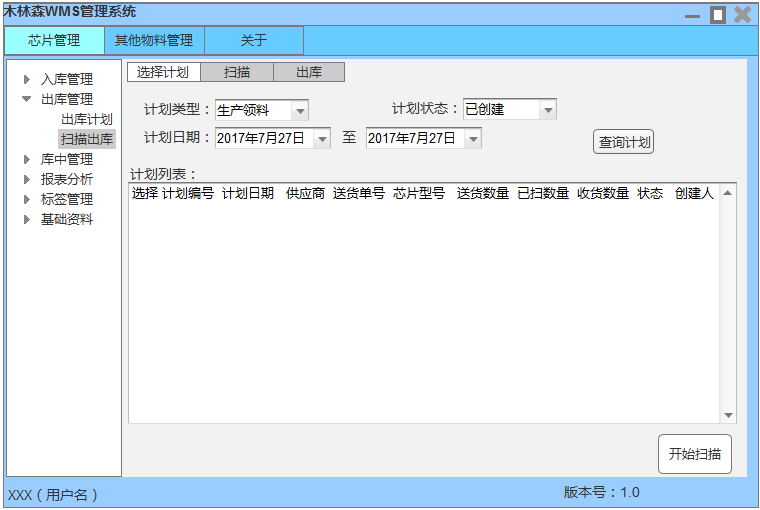 木林森WMS管理系统
芯片管理 其他物料管理 关于
入库管理
出库管理
出库计划
扫描出库
库中管理
报表分析
标签管理
基础资料
选择计划 扫描 出库
计划类型： 生产领料 计划状态： 已创建
计划日期： 2017年7月27日 至 2017年7月27日 查询计划
计划列表：
选择 计划编号 计划日期 供应商 送货单号 芯片型号 送货数量 已扫数量 收货数量 状态 创建人
开始扫描
XXX（用户名） 版本号：1.0